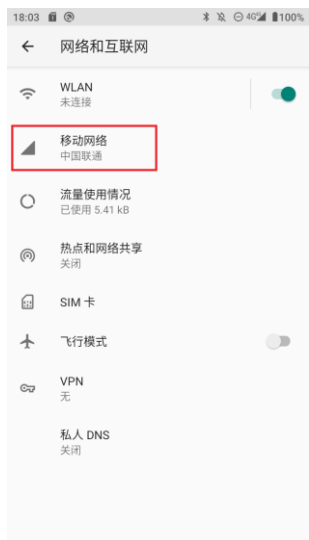 18:03 4G 100%
网络和互联网
WLAN
未连接
移动网络
中国联通
流量使用情况
已使用 5.41 kB
热点和网络共享
关闭
SIM 卡
飞行模式
VPN
无
私人 DNS
关闭